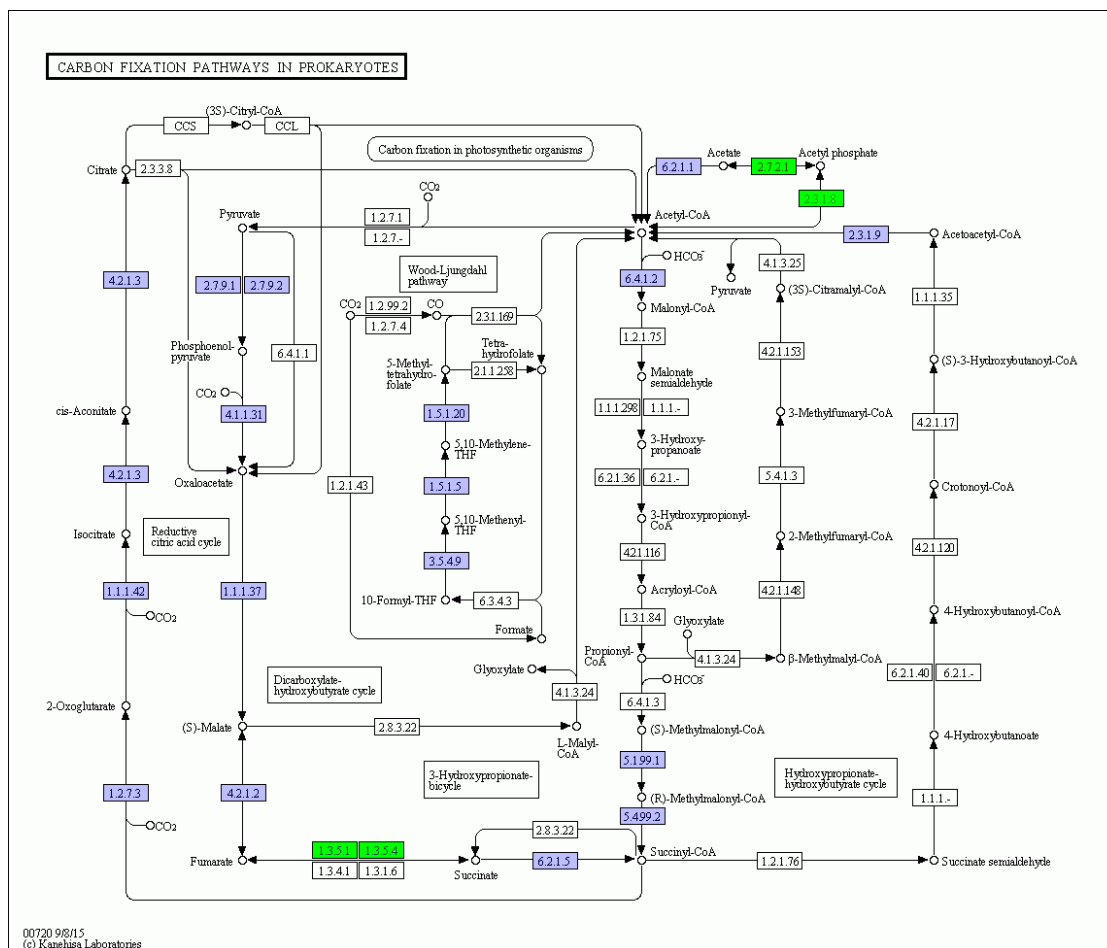 CARBON FIXATION PATHWAYS IN PROKARYOTES
(3S)-Citryl-CoA
CCS
CCL
Carbon fixation in photosynthetic organisms
Citrate
2.3.3.8
6.2.1.1
Acetate
2.7.2.1
Acetyl phosphate
2.3.1.8
CO2
Pyruvate
1.2.7.1
1.2.7.-
Acetyl-CoA
2.3.1.9
Acetoacetyl-CoA
HCO3-
4.2.1.3
2.7.9.1
2.7.9.2
Wood-Ljungdahl
pathway
6.4.1.2
Pyruvate
4.1.3.25
(3S)-Citramalyl-CoA
1.1.1.35
CO2
1.2.99.2
1.2.7.4
CO
2.3.1.169
Malonyl-CoA
1.2.1.75
Phosphoenol-
pyruvate
6.4.1.1
Tetra-
hydrofolate
5-Methyl-
tetrahydro-
folate
2.1.1.258
Malonate
semialdehyde
4.2.1.153
(S)-3-Hydroxybutanoyl-CoA
CO2
cis-Aconitate
4.1.1.31
1.5.1.20
1.1.1.298
1.1.1.-
3-Methylfumaryl-CoA
4.2.1.17
5,10-Methylene-
THF
3-Hydroxy-
propanoate
4.2.1.3
Oxaloacetate
1.2.1.43
1.5.1.5
6.2.1.36
6.2.1.-
5.4.1.3
Crotonoyl-CoA
Isocitrate
Reductive
citric acid cycle
5,10-Methenyl-
THF
3-Hydroxypropionyl-
CoA
2-Methylfumaryl-CoA
4.2.1.120
3.5.4.9
4.2.1.116
1.1.1.42
1.1.1.37
10-Formyl-THF
6.3.4.3
Acryloyl-CoA
4.2.1.148
CO2
1.3.1.84
4-Hydroxybutanoyl-CoA
Formate
Glyoxylate
Propionyl-
CoA
4.1.3.24
β-Methylmalyl-CoA
Dicarboxylate-
hydroxybutyrate cycle
Glyoxylate
4.1.3.24
HCO3-
6.2.1.40
6.2.1.-
6.4.1.3
2-Oxoglutarate
(S)-Malate
2.8.3.22
L-Malyl-
CoA
(S)-Methylmalonyl-CoA
4-Hydroxybutanoate
5.1.99.1
3-Hydroxypropionate-
bicycle
Hydroxypropionate-
hydroxybutyrate cycle
1.2.7.3
4.2.1.2
(R)-Methylmalonyl-CoA
1.1.1.-
5.4.99.2
CO2
2.8.3.22
Fumarate
1.3.5.1
1.3.5.4
1.3.4.1
1.3.1.6
Succinate
6.2.1.5
Succinyl-CoA
1.2.1.76
Succinate semialdehyde
00720 9/8/15
(c) Kanehisa Laboratories